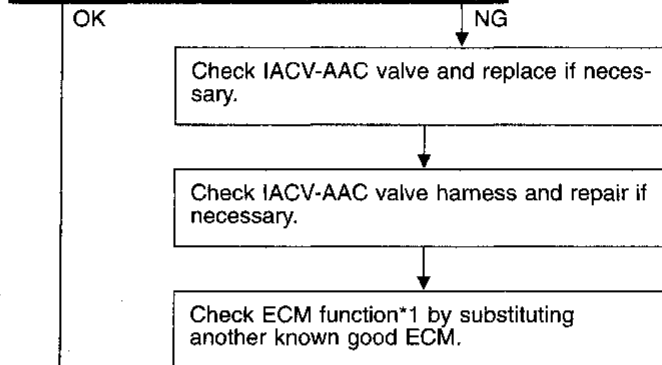 OK
NG
Check IACV-AAC valve and replace if neces-
sary.
Check IACV-AAC valve harness and repair if
necessary.
Check ECM function*1 by substituting
another known good ECM.